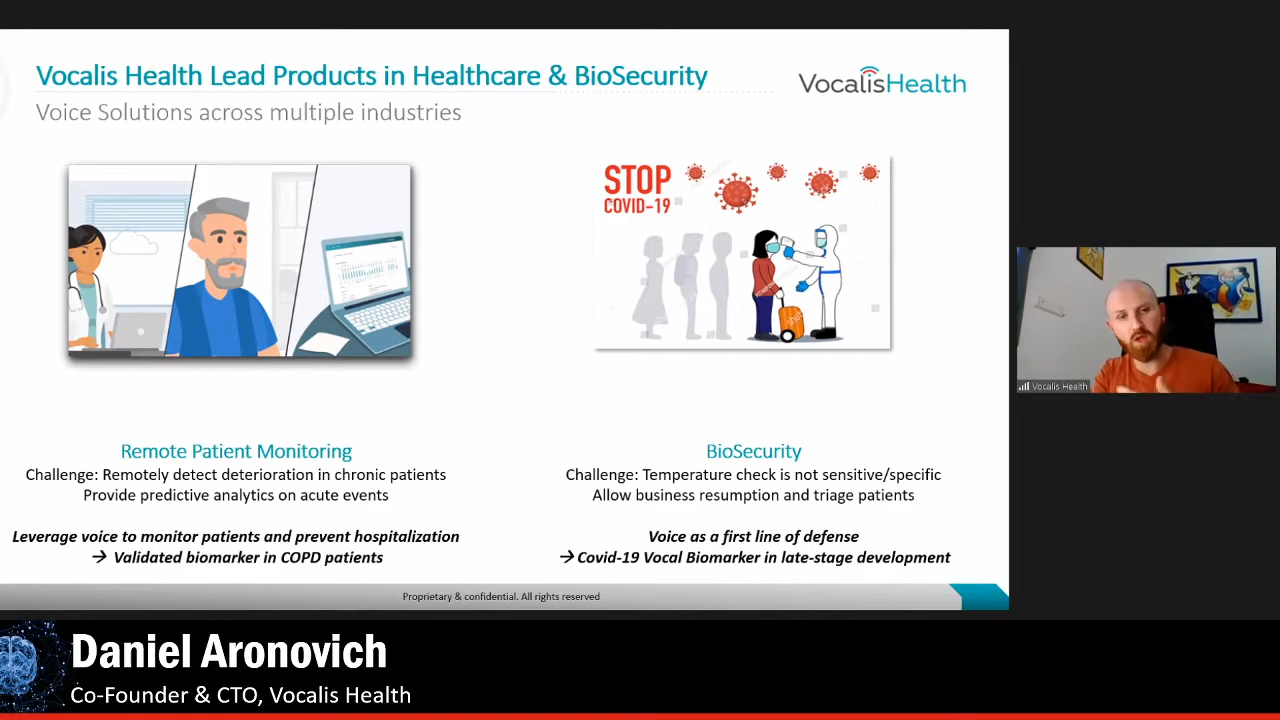 Vocalis Health Lead Products in Healthcare & BioSecurity
VocalisHealth
Voice Solutions across multiple industries
STOP
COVID-19
Vocalis Health
Remote Patient Monitoring
Challenge: Remotely detect deterioration in chronic patients
Provide predictive analytics on acute events
Leverage voice to monitor patients and prevent hospitalization
→ Validated biomarker in COPD patients
BioSecurity
Challenge: Temperature check is not sensitive/specific
Allow business resumption and triage patients
Voice as a first line of defense
→ Covid-19 Vocal Biomarker in late-stage development
Proprietary & confidential. All rights reserved
Daniel Aronovich
Co-Founder & CTO, Vocalis Health